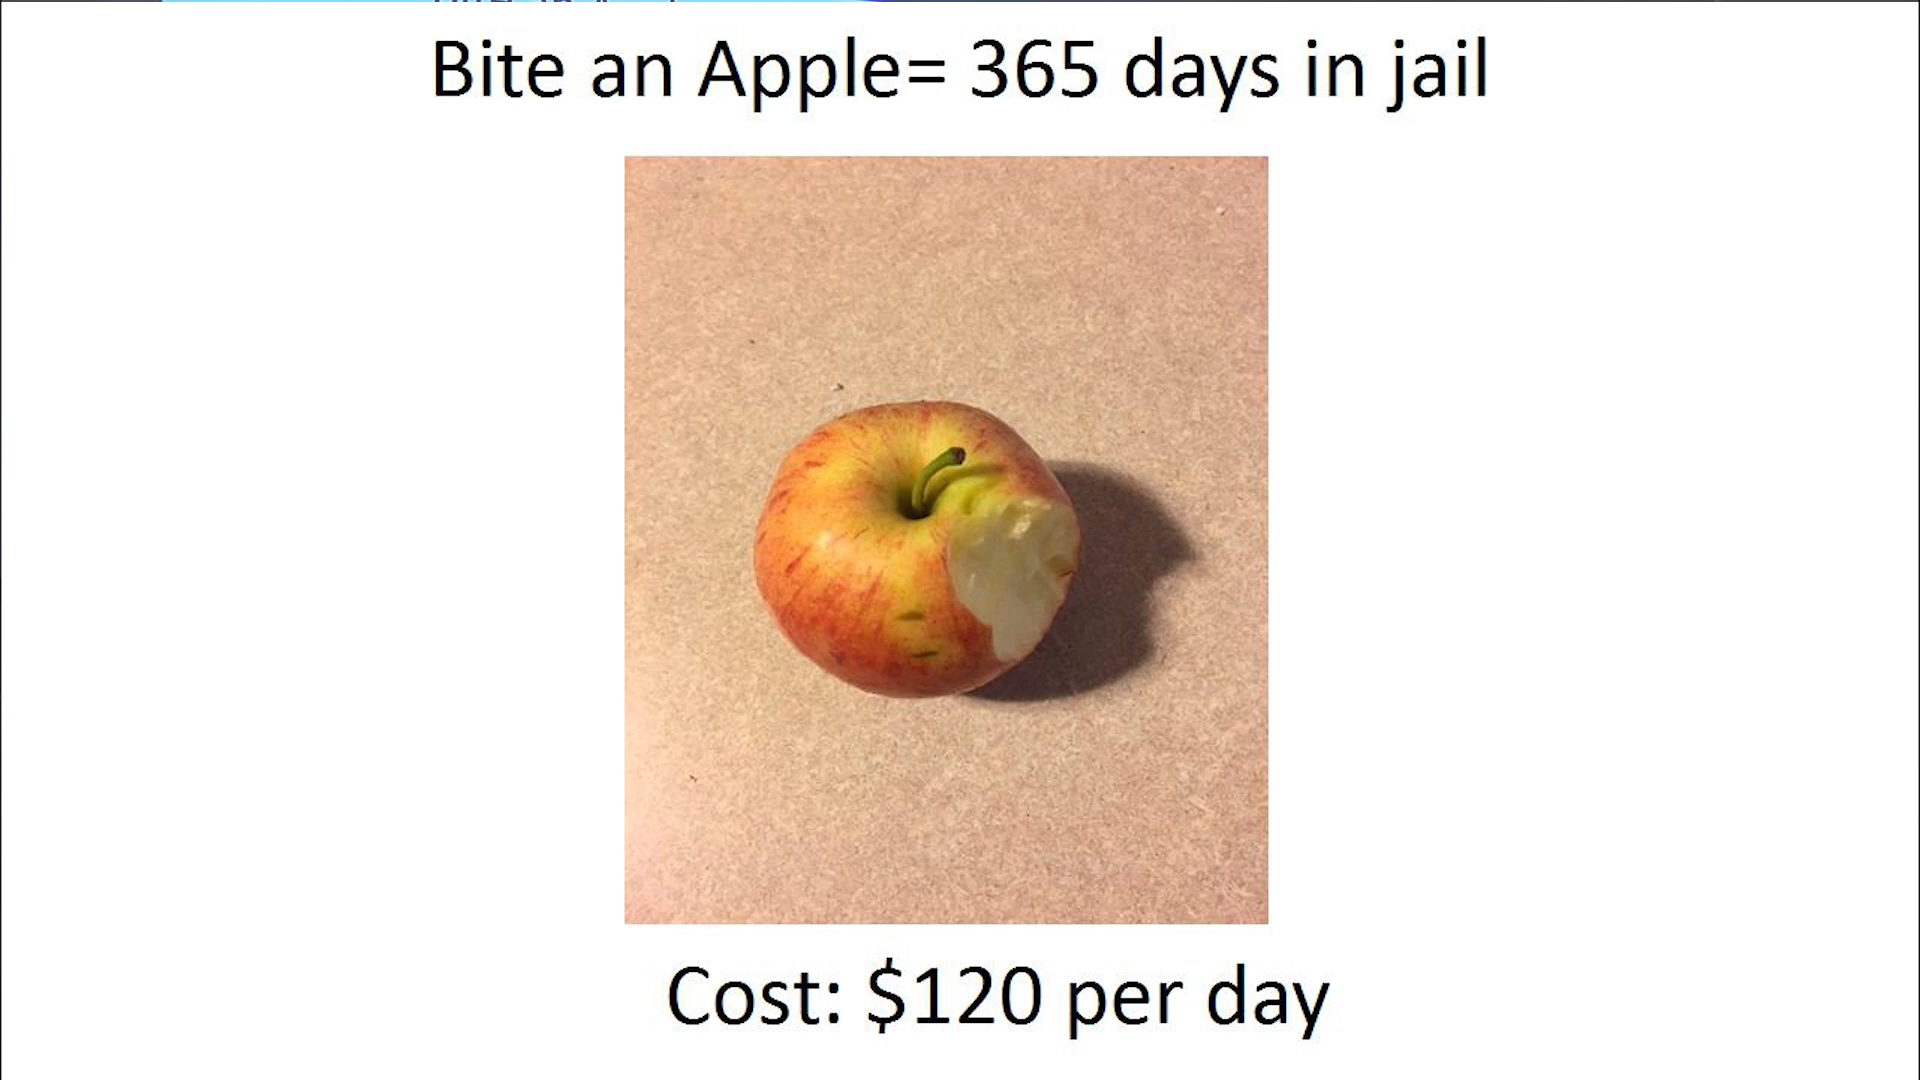 Bite an Apple= 365 days in jail
Cost: $120 per day